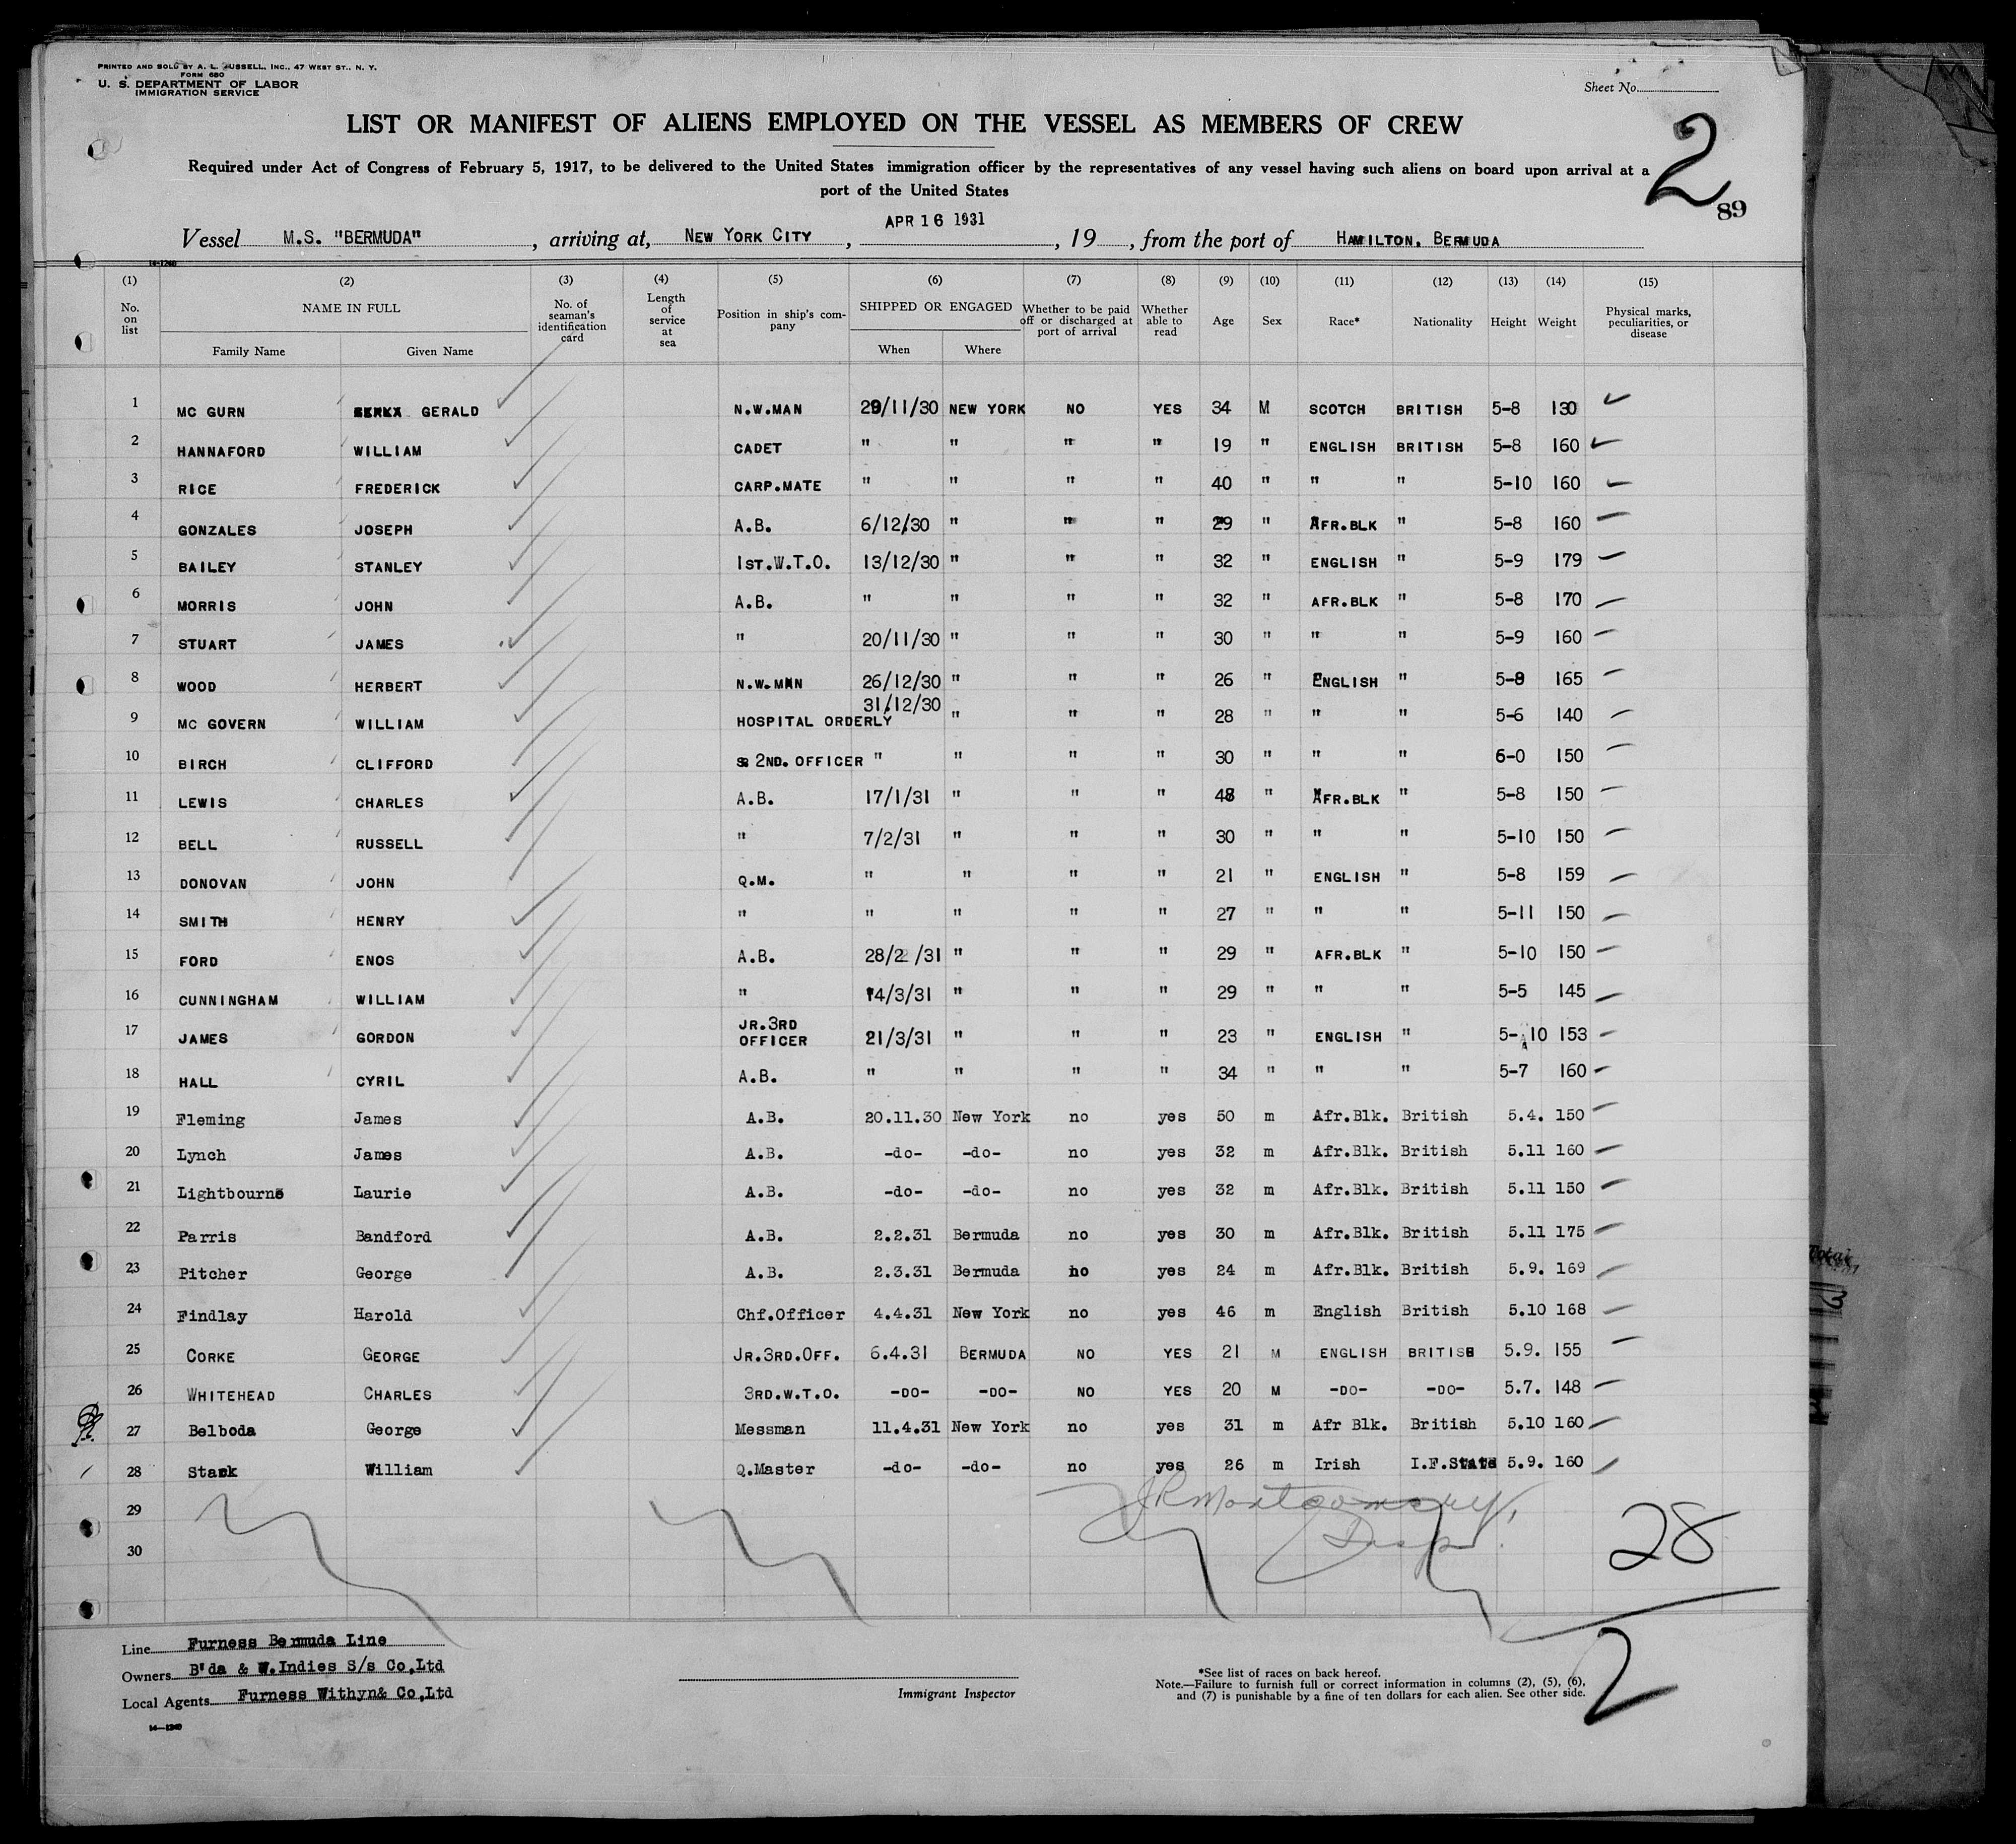 PRINTED AND SOLD BY A. L. RUSSELL, INC., 47 WEST ST., N. Y.
FORM 680
U. S. DEPARTMENT OF LABOR
IMMIGRATION SERVICE
Sheet No.
LIST OR MANIFEST OF ALIENS EMPLOYED ON THE VESSEL AS MEMBERS OF CREW
2
Required under Act of Congress of February 5, 1917, to be delivered to the United States immigration officer by the representatives of any vessel having such aliens on board upon arrival at a
port of the United States
89
APR 16 1931
Vessel M.S. "BERMUDA" , arriving at, NEW YORK CITY , , 19 , from the port of HAMILTON, BERMUDA
14-1240
(1) (2) (3) (4) (5) (6) (7) (8) (9) (10) (11) (12) (13) (14) (15)
No. on list NAME IN FULL No. of seaman's identification card Length of service at sea Position in ship's company SHIPPED OR ENGAGED Whether to be paid off or discharged at port of arrival Whether able to read Age Sex Race* Nationality Height Weight Physical marks, peculiarities, or disease
Family Name Given Name When Where
1 MC GURN GERALD N.W.MAN 29/11/30 NEW YORK NO YES 34 M SCOTCH BRITISH 5-8 130
2 HANNAFORD WILLIAM CADET " " " " 19 " ENGLISH BRITISH 5-8 160
3 RICE FREDERICK CARP.MATE " " " " 40 " " " 5-10 160
4 GONZALES JOSEPH A.B. 6/12/30 " " " 29 " AFR.BLK " 5-8 160
5 BAILEY STANLEY 1ST.W.T.O. 13/12/30 " " " 32 " ENGLISH " 5-9 179
6 MORRIS JOHN A.B. " " " " 32 " AFR.BLK " 5-8 170
7 STUART JAMES " 20/11/30 " " " 30 " " " 5-9 160
8 WOOD HERBERT N.W.MAN 26/12/30 " " " 26 " ENGLISH " 5-8 165
9 MC GOVERN WILLIAM HOSPITAL ORDERLY 31/12/30 " " " 28 " " " 5-6 140
10 BIRCH CLIFFORD 2ND. OFFICER " " " " 30 " " " 6-0 150
11 LEWIS CHARLES A.B. 17/1/31 " " " 48 " AFR.BLK " 5-8 150
12 BELL RUSSELL " 7/2/31 " " " 30 " " " 5-10 150
13 DONOVAN JOHN Q.M. " " " " 21 " ENGLISH " 5-8 159
14 SMITH HENRY " " " " " 27 " " " 5-11 150
15 FORD ENOS A.B. 28/2 /31 " " " 29 " AFR.BLK " 5-10 150
16 CUNNINGHAM WILLIAM " 14/3/31 " " " 29 " " " 5-5 145
17 JAMES GORDON JR.3RD OFFICER 21/3/31 " " " 23 " ENGLISH " 5-10 153
18 HALL CYRIL A.B. " " " " 34 " " " 5-7 160
19 Fleming James A.B. 20.11.30 New York no yes 50 m Afr.Blk. British 5.4. 150
20 Lynch James A.B. -do- -do- no yes 32 m Afr.Blk. British 5.11 160
21 Lightbourne Laurie A.B. -do- -do- no yes 32 m Afr.Blk. British 5.11 150
22 Parris Bandford A.B. 2.2.31 Bermuda no yes 30 m Afr.Blk. British 5.11 175
23 Pitcher George A.B. 2.3.31 Bermuda no yes 24 m Afr.Blk. British 5.9. 169
24 Findlay Harold Chf.Officer 4.4.31 New York no yes 46 m English British 5.10 168
25 CORKE GEORGE JR.3RD.OFF. 6.4.31 BERMUDA NO YES 21 M ENGLISH BRITISH 5.9. 155
26 WHITEHEAD CHARLES 3RD.W.T.O. -DO- -DO- NO YES 20 M -DO- -DO- 5.7. 148
27 Belboda George Messman 11.4.31 New York no yes 31 m Afr Blk. British 5.10 160
28 Stack William Q.Master -do- -do- no yes 26 m Irish I.F.State 5.9. 160
29
30
JR Montgomery,
Insp.
28
2
Line Furness Bermuda Line
Owners B'da & W.Indies S/s Co,Ltd
Local Agents Furness Withyn& Co,Ltd
14-1240
Immigrant Inspector
*See list of races on back hereof.
Note.—Failure to furnish full or correct information in columns (2), (5), (6),
and (7) is punishable by a fine of ten dollars for each alien. See other side.
Total
3